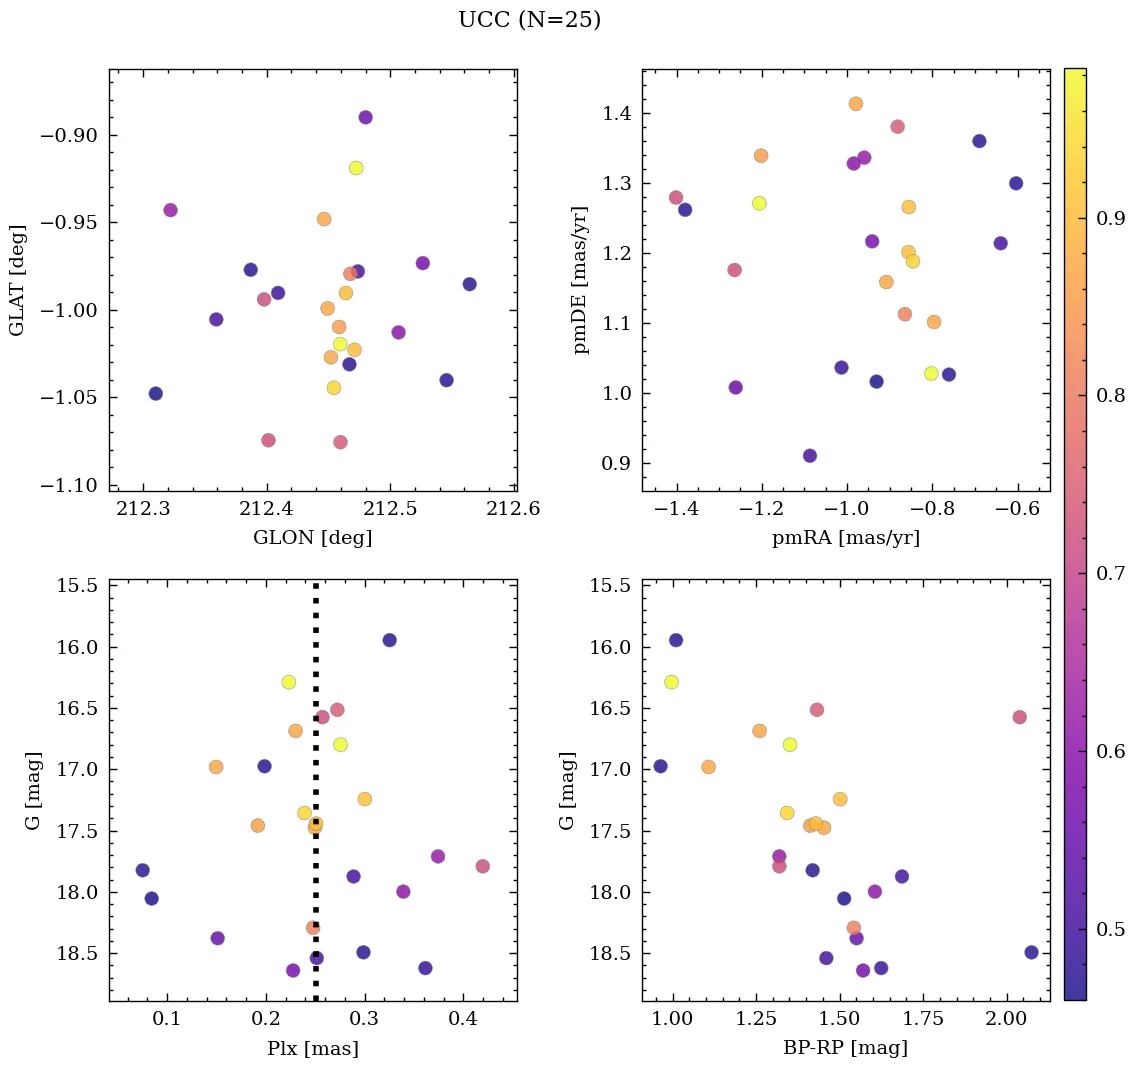 UCC (N=25)
−0.90
−0.95
−1.00
−1.05
−1.10
GLAT [deg]
212.3 212.4 212.5 212.6
GLON [deg]
1.4
1.3
1.2
1.1
1.0
0.9
pmDE [mas/yr]
−1.4 −1.2 −1.0 −0.8 −0.6
pmRA [mas/yr]
15.5
16.0
16.5
17.0
17.5
18.0
18.5
G [mag]
0.1 0.2 0.3 0.4
Plx [mas]
15.5
16.0
16.5
17.0
17.5
18.0
18.5
G [mag]
1.00 1.25 1.50 1.75 2.00
BP-RP [mag]
0.9
0.8
0.7
0.6
0.5